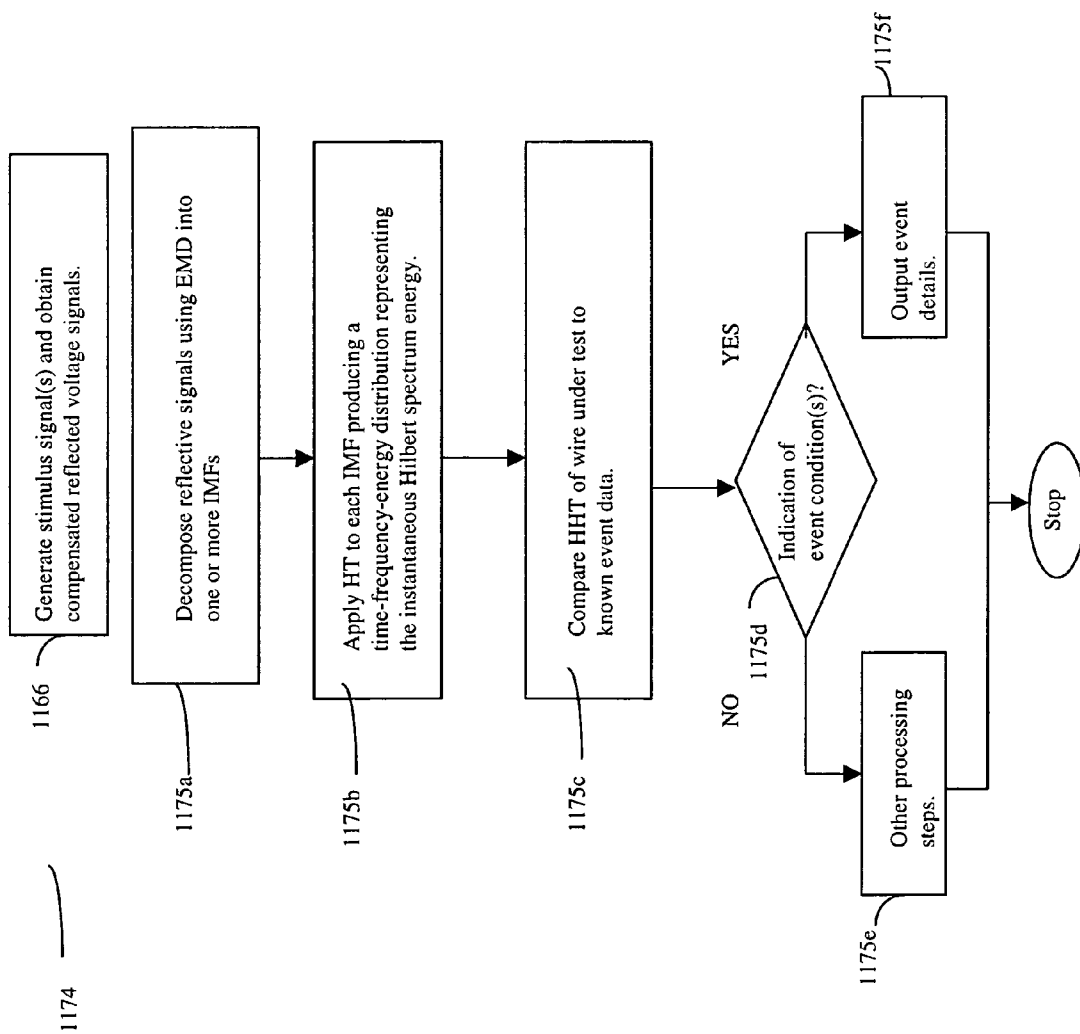 1174
1166
Generate stimulus signal(s) and obtain
compensated reflected voltage signals.
1175a
Decompose reflective signals using EMD into
one or more IMFs
1175b
Apply HT to each IMF producing a
time-frequency-energy distribution representing
the instantaneous Hilbert spectrum energy.
1175c
Compare HHT of wire under test to
known event data.
1175d
Indication of
event condition(s)?
NO
YES
1175e
Other processing
steps.
1175f
Output event
details.
Stop